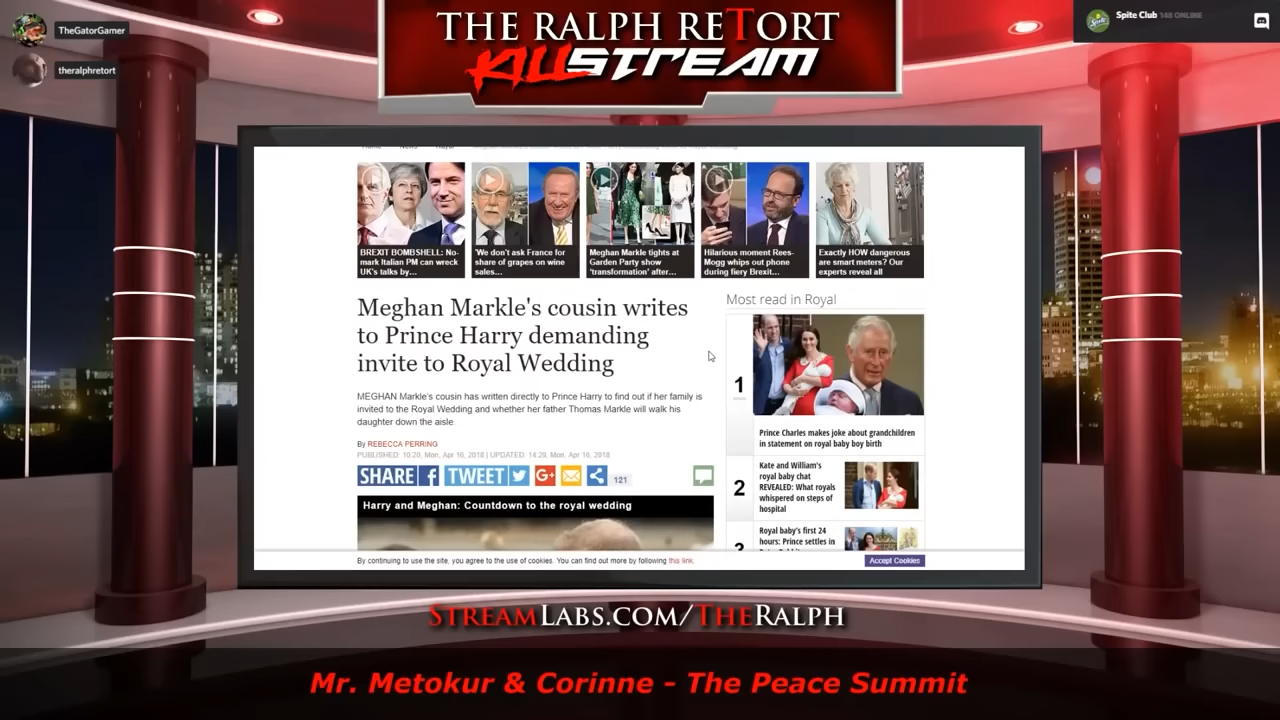 THE RALPH RETORT
KILLSTREAM
TheGatorGamer
theralphretort
Spite Club 148 ONLINE
Spite
BREXIT BOMBSHELL: No-
mark Italian PM can wreck
UK's talks by...
'We don't ask France for
share of grapes on wine
sales...
Meghan Markle tights at
Garden Party show
'transformation' after...
Hilarious moment Rees-
Mogg whips out phone
during fiery Brexit...
Exactly HOW dangerous
are smart meters? Our
experts reveal all
Meghan Markle's cousin writes
to Prince Harry demanding
invite to Royal Wedding
MEGHAN Markle's cousin has written directly to Prince Harry to find out if her family is
invited to the Royal Wedding and whether her father Thomas Markle will walk his
daughter down the aisle
By REBECCA PERRING
PUBLISHED: 10:20, Mon, Apr 16, 2018 | UPDATED: 14:29, Mon, Apr 16, 2018
SHARE f TWEET G+ 121
Harry and Meghan: Countdown to the royal wedding
Most read in Royal
1
Prince Charles makes joke about grandchildren
in statement on royal baby boy birth
2
Kate and William's
royal baby chat
REVEALED: What royals
whispered on steps of
hospital
Royal baby's first 24
hours: Prince settles in
By continuing to use the site, you agree to the use of cookies. You can find out more by following this link.
Accept Cookies
STREAMLABS.COM/THERALPH
Mr. Metokur & Corinne - The Peace Summit